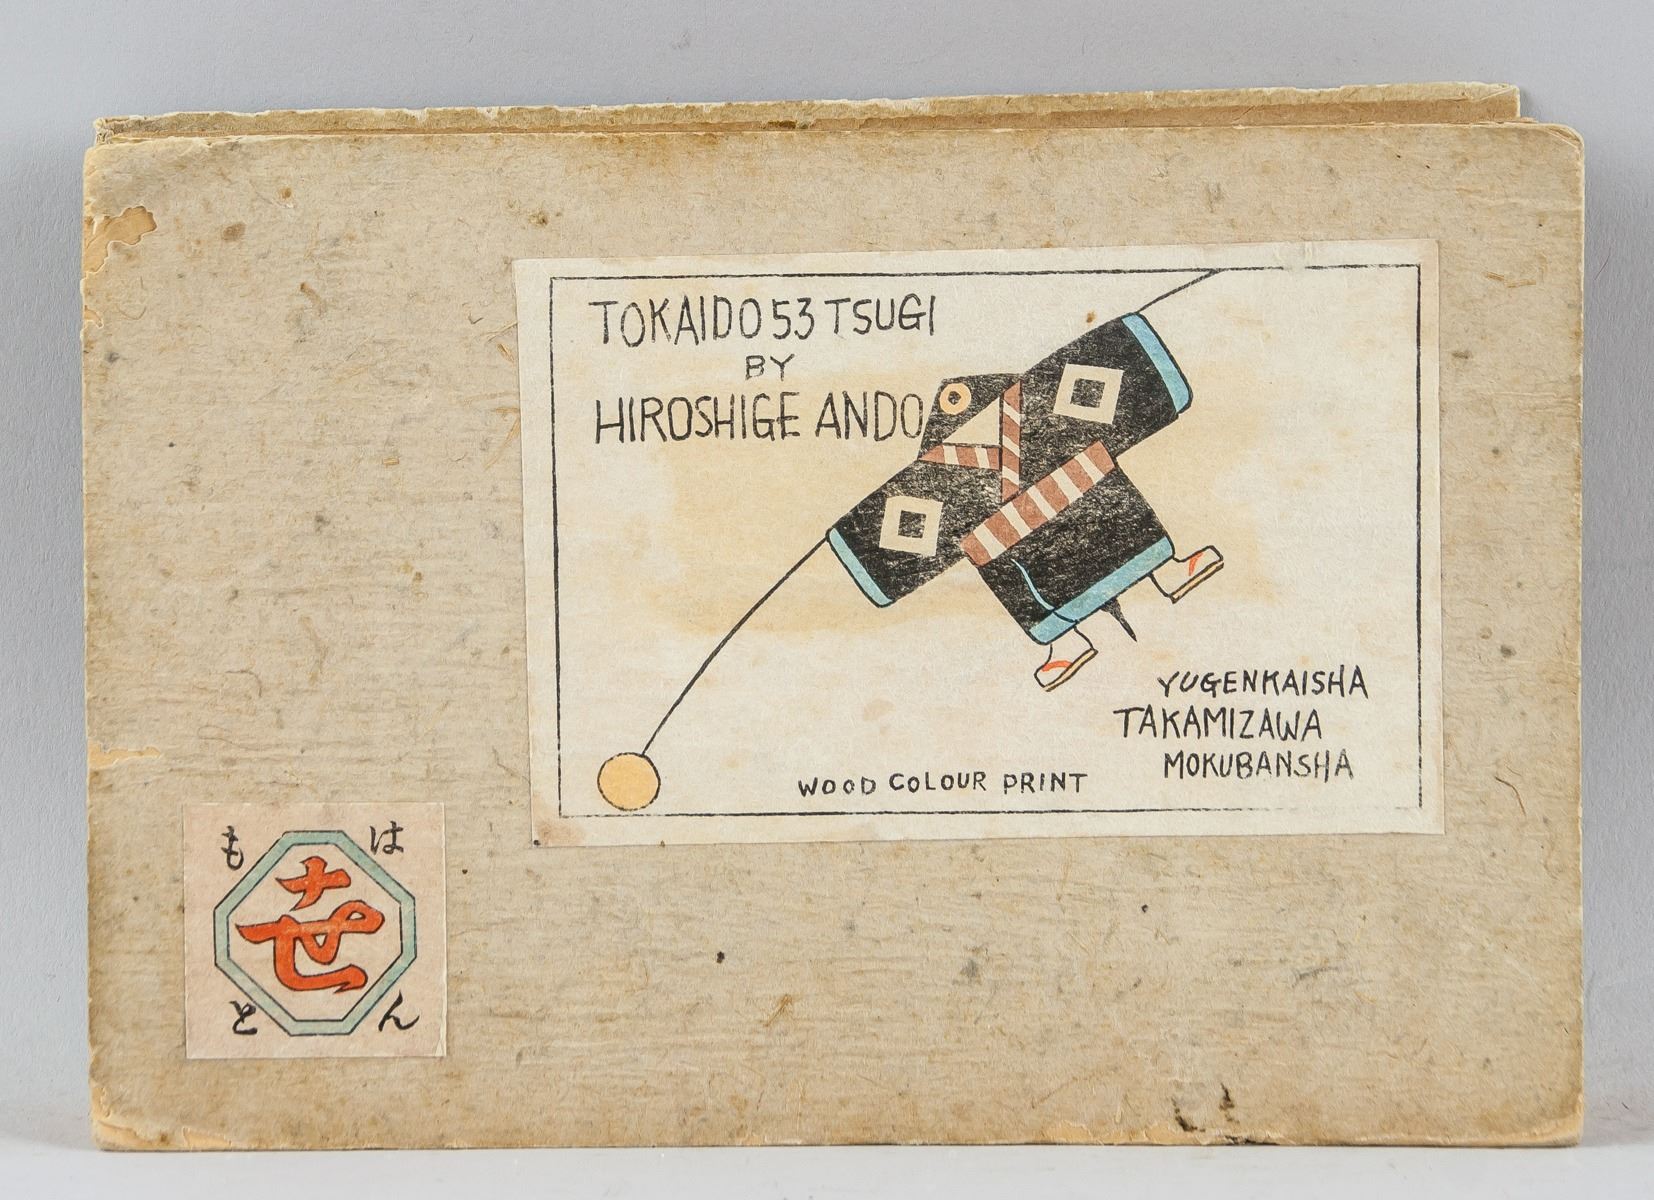 TOKAIDO 53 TSUGI
BY
HIROSHIGE ANDO
YUGENKAISHA
TAKAMIZAWA
MOKUBANSHA
WOOD COLOUR PRINT
はん
もと